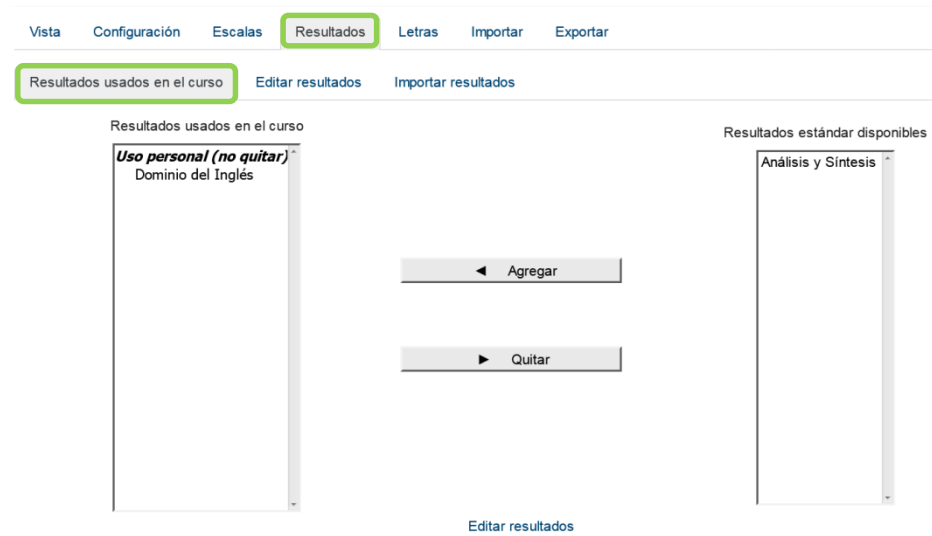 Vista Configuración Escalas Resultados Letras Importar Exportar
Resultados usados en el curso Editar resultados Importar resultados
Resultados usados en el curso
Resultados estándar disponibles
Uso personal (no quitar)
Dominio del Inglés
Análisis y Síntesis
◄ Agregar
► Quitar
Editar resultados